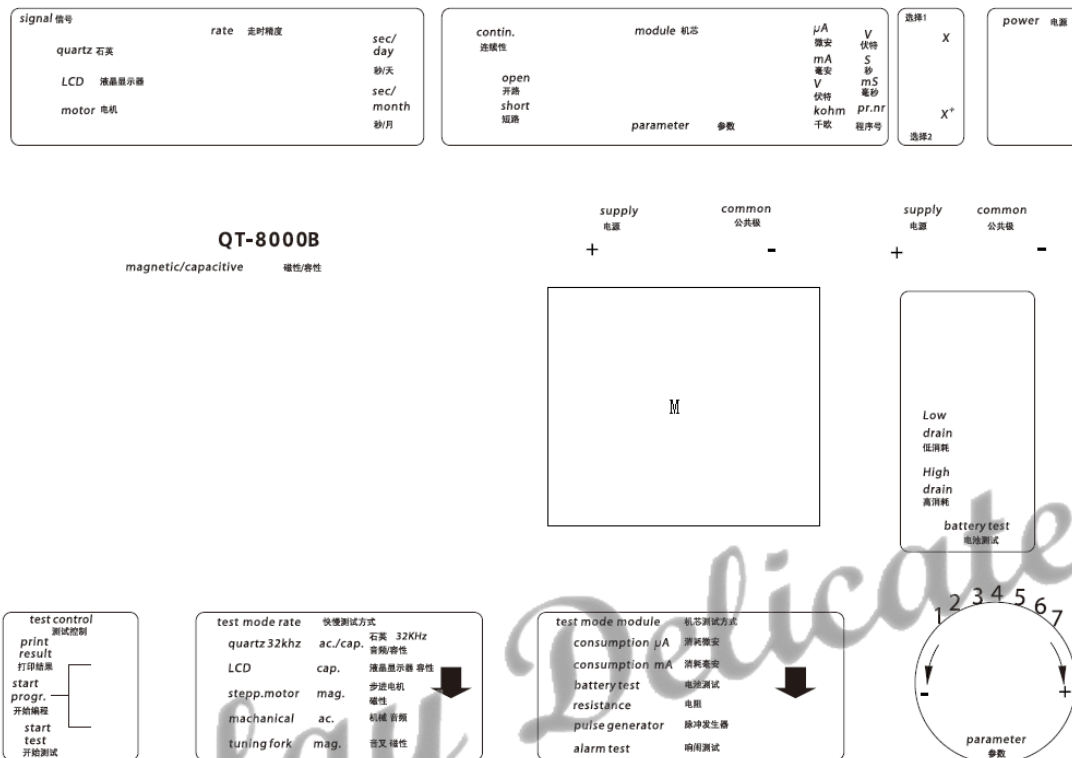 signal 信号
rate 走时精度
quartz 石英
LCD 液晶显示器
motor 电机
sec/
day
秒/天
sec/
month
秒/月
contin.
连续性
open
开路
short
短路
module 机芯
parameter 参数
μA V
微安 伏特
mA S
毫安 秒
V mS
伏特 毫秒
kohm pr.nr
千欧 程序号
选择1
X
X⁺
选择2
power 电源
QT-8000B
magnetic/capacitive 磁性/容性
supply common
电源 公共极
+ -
M
supply common
电源 公共极
+ -
Low
drain
低消耗
High
drain
高消耗
battery test
电池测试
test control
测试控制
print
result
打印结果
start
progr.
开始编程
start
test
开始测试
test mode rate 快慢测试方式
quartz 32khz ac./cap. 石英 32KHz
音频/容性
LCD cap. 液晶显示器 容性
stepp.motor mag. 步进电机
磁性
machanical ac. 机械 音频
tuning fork mag. 音叉 磁性
test mode module 机芯测试方式
consumption μA 消耗微安
consumption mA 消耗毫安
battery test 电池测试
resistance 电阻
pulse generator 脉冲发生器
alarm test 响闹测试
1 2 3 4 5 6 7
- +
parameter
参数
Delicate